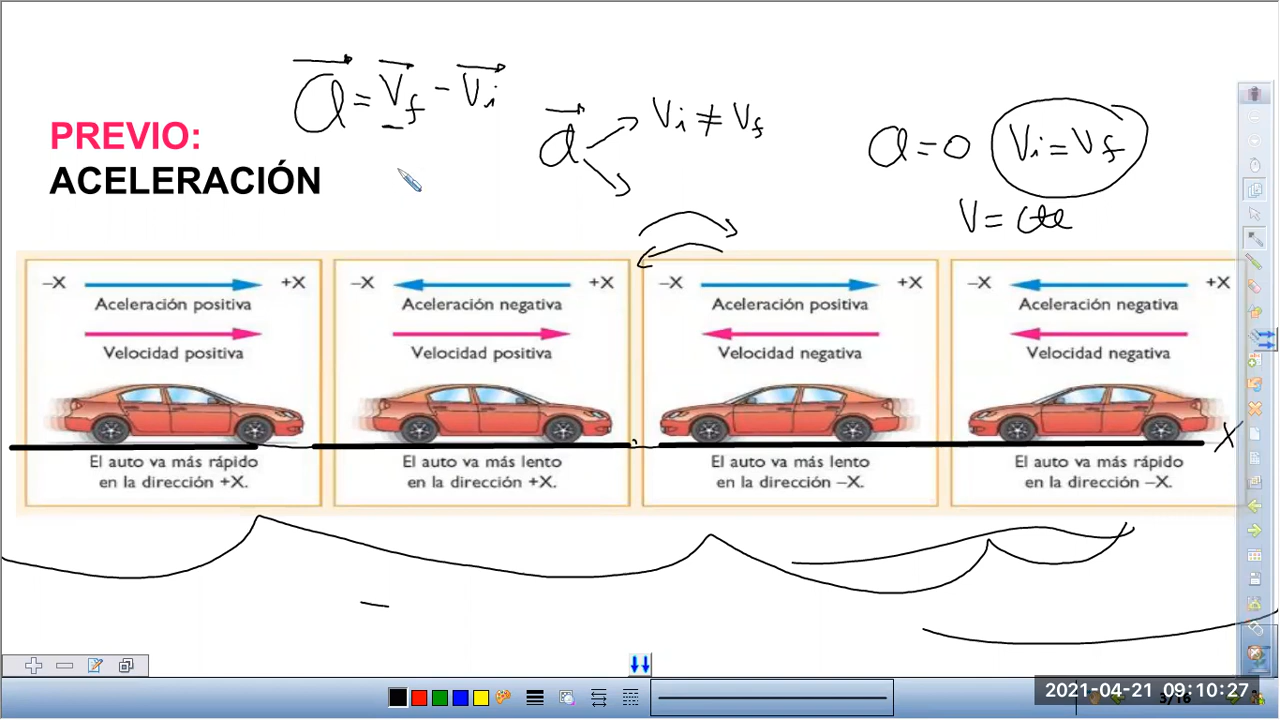 a = Vf - Vi
a
Vi ≠ Vf
a = 0
Vi = Vf
V = cte
PREVIO:
ACELERACIÓN
–X +X
Aceleración positiva
Velocidad positiva
El auto va más rápido
en la dirección +X.
–X +X
Aceleración negativa
Velocidad positiva
El auto va más lento
en la dirección +X.
–X +X
Aceleración positiva
Velocidad negativa
El auto va más lento
en la dirección –X.
–X +X
Aceleración negativa
Velocidad negativa
El auto va más rápido
en la dirección –X.
X
2021-04-21 09:10:27
3/16